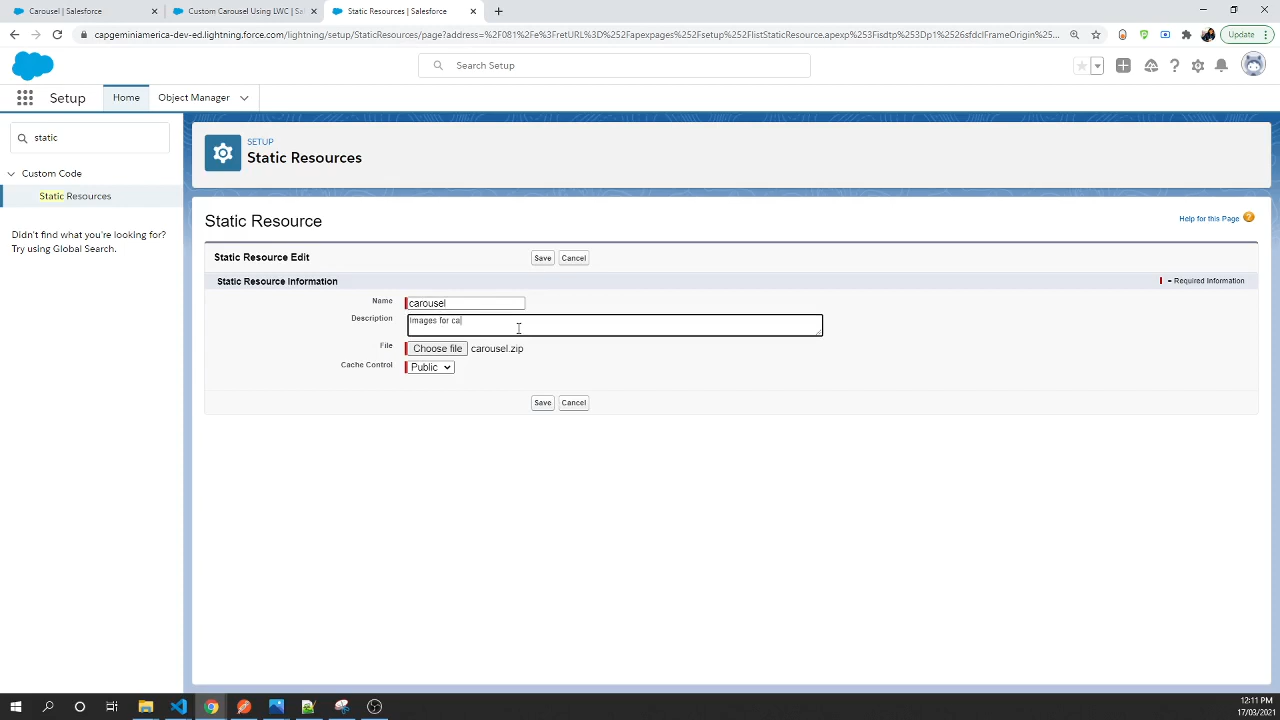 Carousel | Salesforce
Custom Carousel Using LWC | Sal
Static Resources | Salesforce
capgeminiamerica-dev-ed.lightning.force.com/lightning/setup/StaticResources/page?address=%2F081%2Fe%3FretURL%3D%252Fapexpages%252Fsetup%252FlistStaticResource.apexp%253Fisdtp%253Dp1%2526sfdcIFrameOrigin%25...
Update
Search Setup
Setup
Home
Object Manager
static
Custom Code
Static Resources
Didn't find what you're looking for?
Try using Global Search.
SETUP
Static Resources
Static Resource
Help for this Page
Static Resource Edit
Save
Cancel
Static Resource Information
= Required Information
Name
carousel
Description
Images for ca
File
Choose file
carousel.zip
Cache Control
Public
Save
Cancel
12:11 PM
17/03/2021